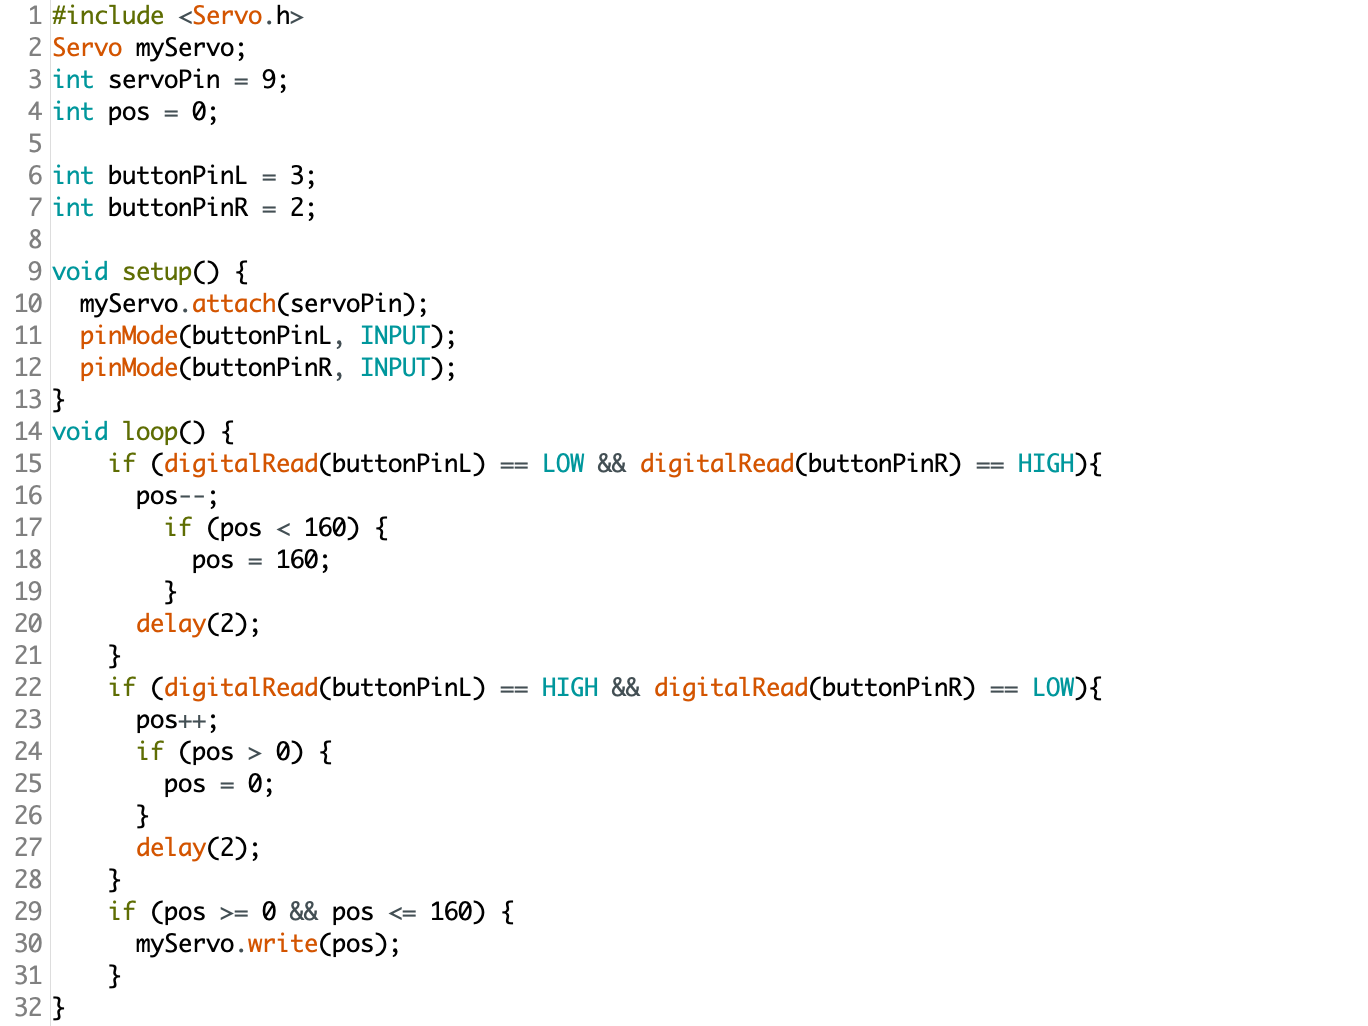 1 #include <Servo.h>
2 Servo myServo;
3 int servoPin = 9;
4 int pos = 0;
5
6 int buttonPinL = 3;
7 int buttonPinR = 2;
8
9 void setup() {
10   myServo.attach(servoPin);
11   pinMode(buttonPinL, INPUT);
12   pinMode(buttonPinR, INPUT);
13 }
14 void loop() {
15     if (digitalRead(buttonPinL) == LOW && digitalRead(buttonPinR) == HIGH){
16       pos--;
17         if (pos < 160) {
18           pos = 160;
19         }
20       delay(2);
21     }
22     if (digitalRead(buttonPinL) == HIGH && digitalRead(buttonPinR) == LOW){
23       pos++;
24       if (pos > 0) {
25         pos = 0;
26       }
27       delay(2);
28     }
29     if (pos >= 0 && pos <= 160) {
30       myServo.write(pos);
31     }
32 }